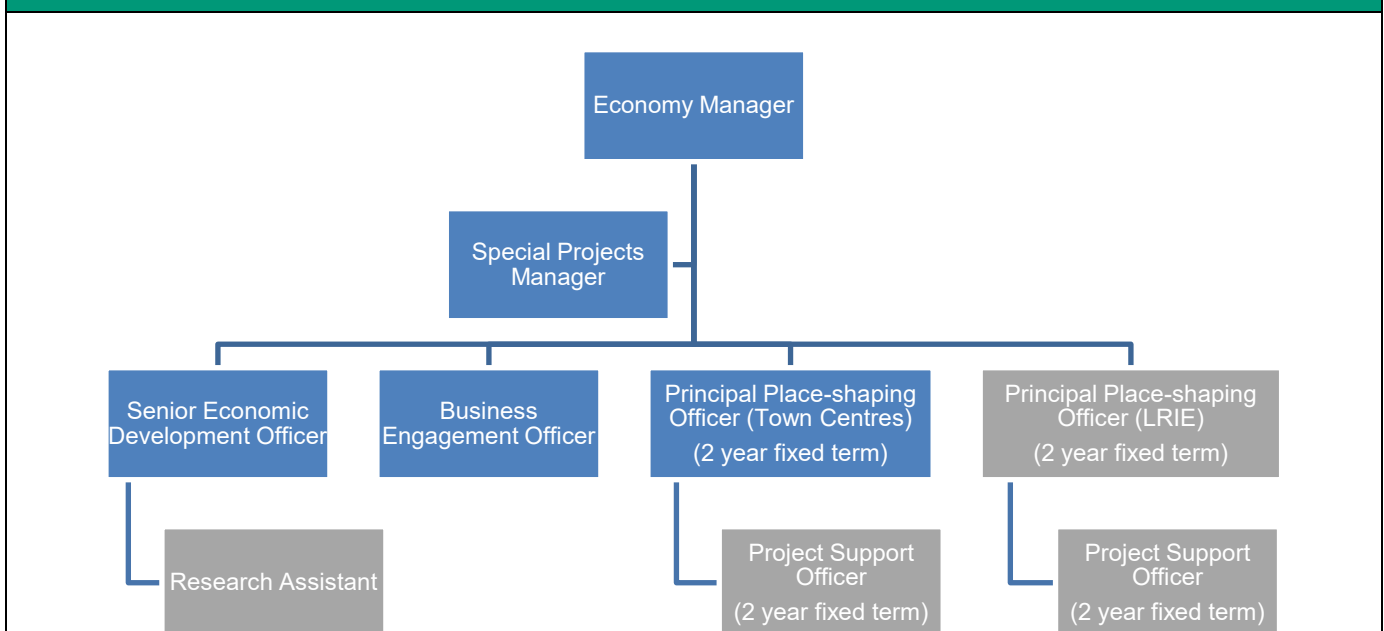 Economy Manager
Special Projects
Manager
Senior Economic
Development Officer
Business
Engagement Officer
Principal Place-shaping
Officer (Town Centres)
(2 year fixed term)
Principal Place-shaping
Officer (LRIE)
(2 year fixed term)
Research Assistant
Project Support
Officer
(2 year fixed term)
Project Support
Officer
(2 year fixed term)